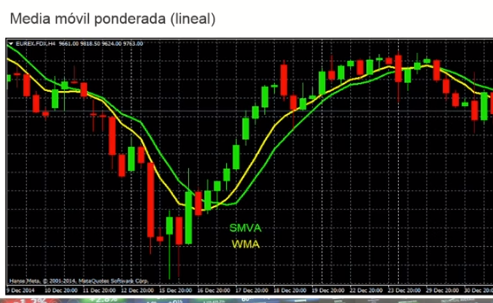 Media móvil ponderada (lineal)
EUREX.FDX,H4 9661.00 9818.50 9624.00 9763.00
SMVA
WMA
© 2001-2014, MetaQuotes Software Corp.
9 Dec 2014 10 Dec 20:00 11 Dec 20:00 12 Dec 20:00 15 Dec 20:00 16 Dec 20:00 17 Dec 20:00 18 Dec 20:00 19 Dec 20:00 22 Dec 20:00 23 Dec 20:00 29 Dec 20:00 30 Dec 20:00